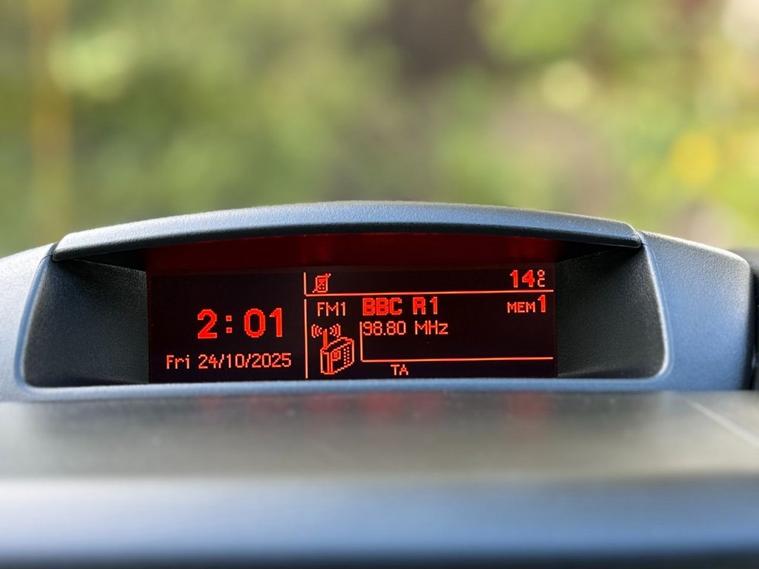 2:01
Fri 24/10/2025
14°C
FM1 BBC R1 MEM1
98.80 MHz
TA